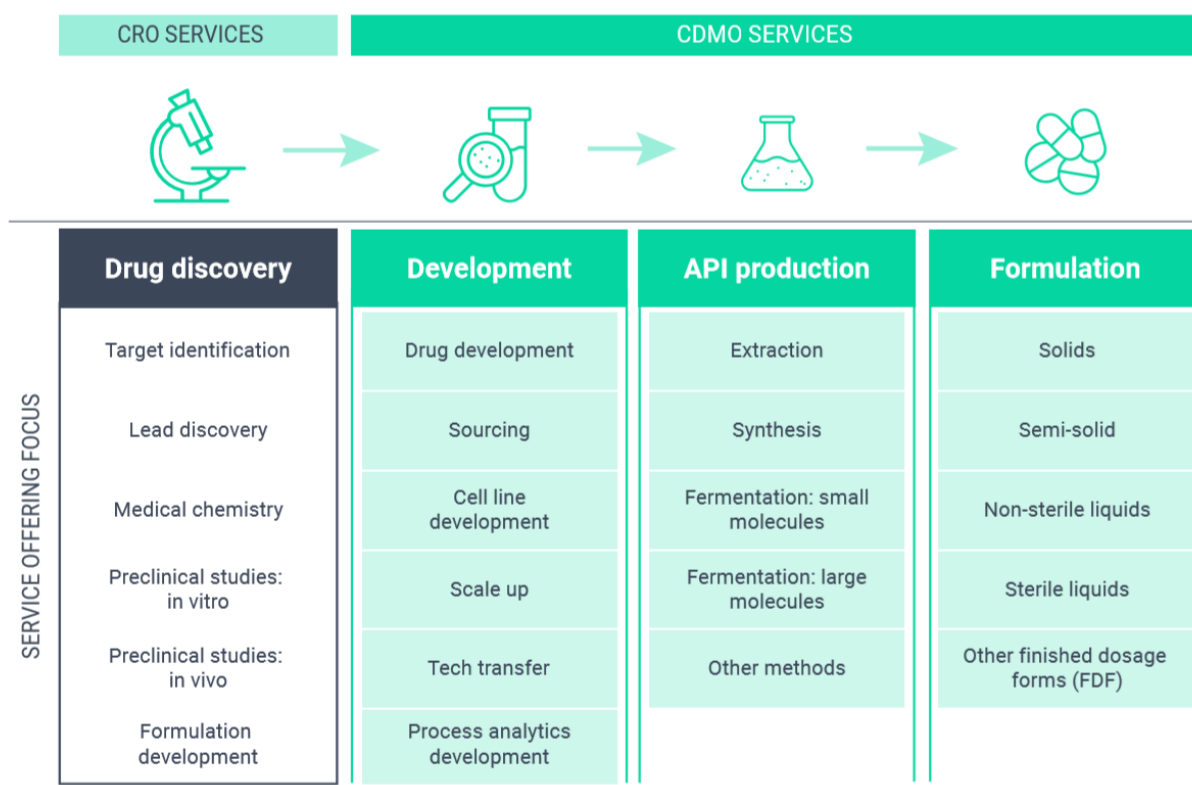 CRO SERVICES
CDMO SERVICES
SERVICE OFFERING FOCUS
Drug discovery
Target identification
Lead discovery
Medical chemistry
Preclinical studies:
in vitro
Preclinical studies:
in vivo
Formulation
development
Development
Drug development
Sourcing
Cell line
development
Scale up
Tech transfer
Process analytics
development
API production
Extraction
Synthesis
Fermentation: small
molecules
Fermentation: large
molecules
Other methods
Formulation
Solids
Semi-solid
Non-sterile liquids
Sterile liquids
Other finished dosage
forms (FDF)